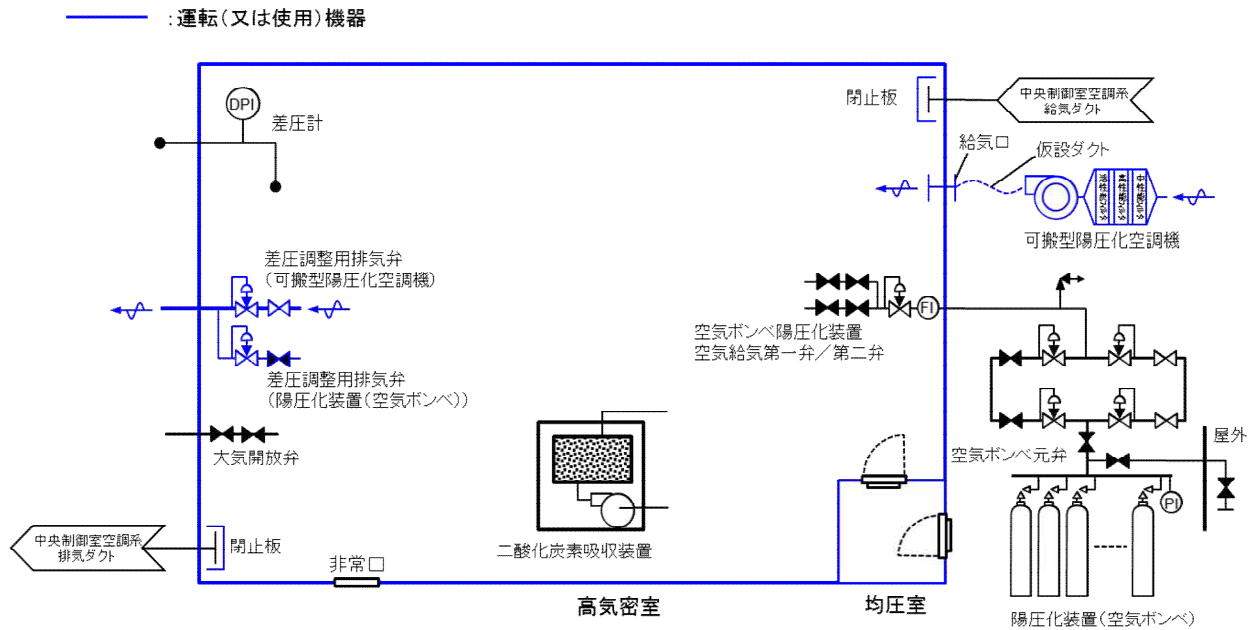 ：運転（又は使用）機器
DPI
差圧計
閉止板
中央制御室空調系
給気ダクト
給気口
仮設ダクト
可搬型陽圧化空調機
差圧調整用排気弁
（可搬型陽圧化空調機）
FI
空気ボンベ陽圧化装置
空気給気第一弁／第二弁
差圧調整用排気弁
（陽圧化装置（空気ボンベ））
大気開放弁
空気ボンベ元弁
屋外
PI
中央制御室空調系
排気ダクト
閉止板
二酸化炭素吸収装置
非常口
高気密室
均圧室
陽圧化装置（空気ボンベ）